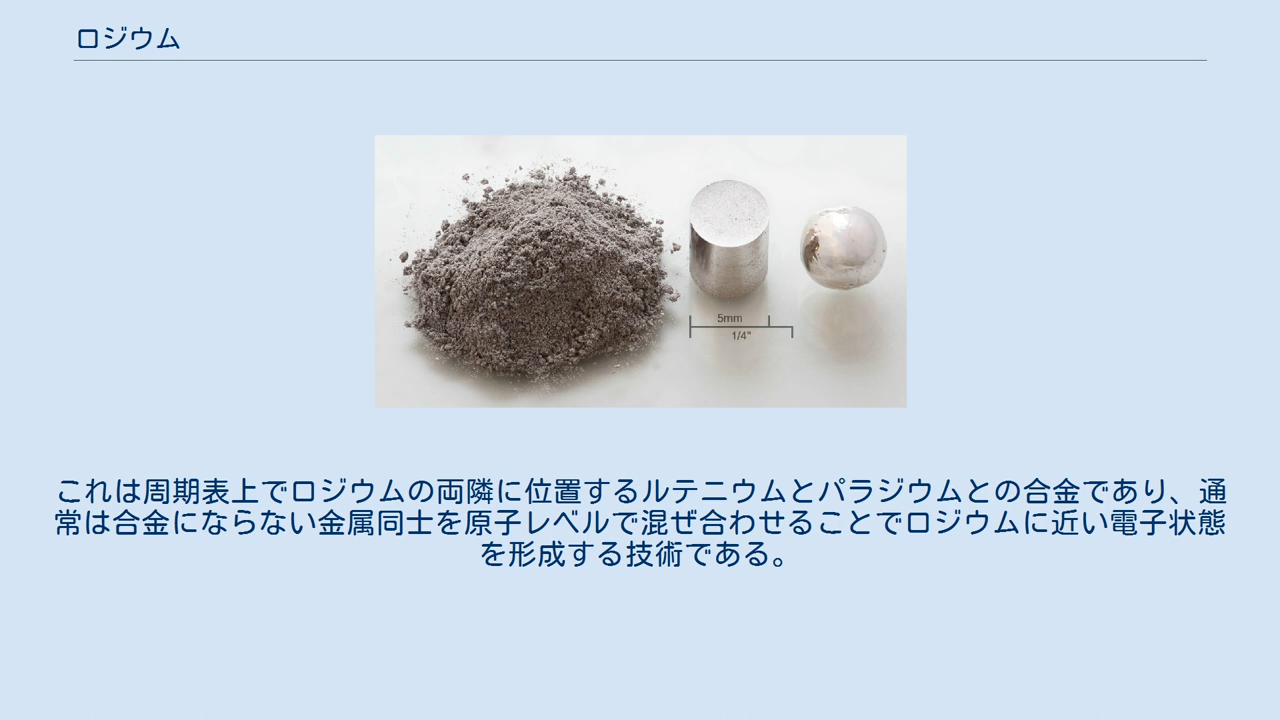 ロジウム
5mm
1/4"
これは周期表上でロジウムの両隣に位置するルテニウムとパラジウムとの合金であり、通
常は合金にならない金属同士を原子レベルで混ぜ合わせることでロジウムに近い電子状態
を形成する技術である。